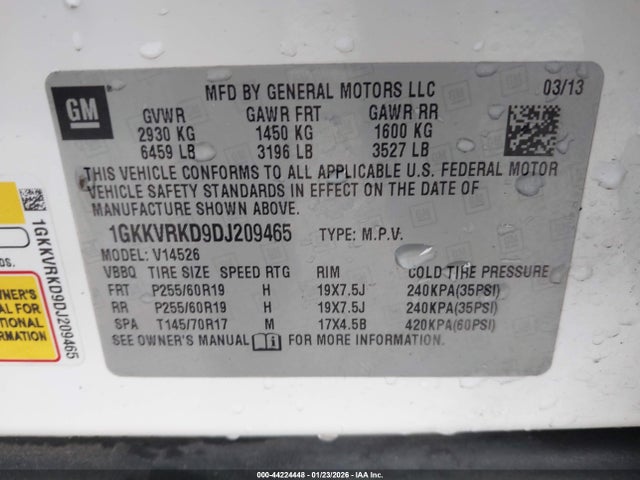 GM
MFD BY GENERAL MOTORS LLC 03/13
GVWR GAWR FRT GAWR RR
2930 KG 1450 KG 1600 KG
6459 LB 3196 LB 3527 LB
THIS VEHICLE CONFORMS TO ALL APPLICABLE U.S. FEDERAL MOTOR
VEHICLE SAFETY STANDARDS IN EFFECT ON THE DATE OF
MANUFACTURE SHOWN ABOVE.
1GKKVRKD9DJ209465 TYPE: M.P.V.
MODEL: V14526
VBBQ TIRE SIZE SPEED RTG RIM COLD TIRE PRESSURE
FRT P255/60R19 H 19X7.5J 240KPA(35PSI)
RR P255/60R19 H 19X7.5J 240KPA(35PSI)
SPA T145/70R17 M 17X4.5B 420KPA(60PSI)
SEE OWNER'S MANUAL i FOR MORE INFORMATION.
1GKKVRKD9DJ209465
WNER'S
AL FOR
TIONAL
MATION
000-44224448 - 01/23/2026 - IAA Inc.